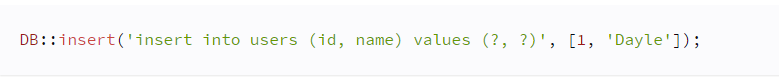 DB::insert('insert into users (id, name) values (?, ?)', [1, 'Dayle']);